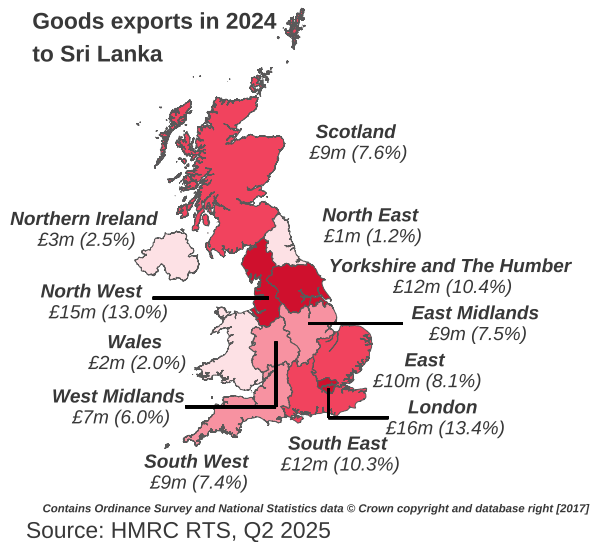 Goods exports in 2024
to Sri Lanka
Scotland
£9m (7.6%)
Northern Ireland
£3m (2.5%)
North East
£1m (1.2%)
Yorkshire and The Humber
£12m (10.4%)
North West
£15m (13.0%)
East Midlands
£9m (7.5%)
Wales
£2m (2.0%)
East
£10m (8.1%)
West Midlands
£7m (6.0%)
London
£16m (13.4%)
South East
£12m (10.3%)
South West
£9m (7.4%)
Contains Ordinance Survey and National Statistics data © Crown copyright and database right [2017]
Source: HMRC RTS, Q2 2025